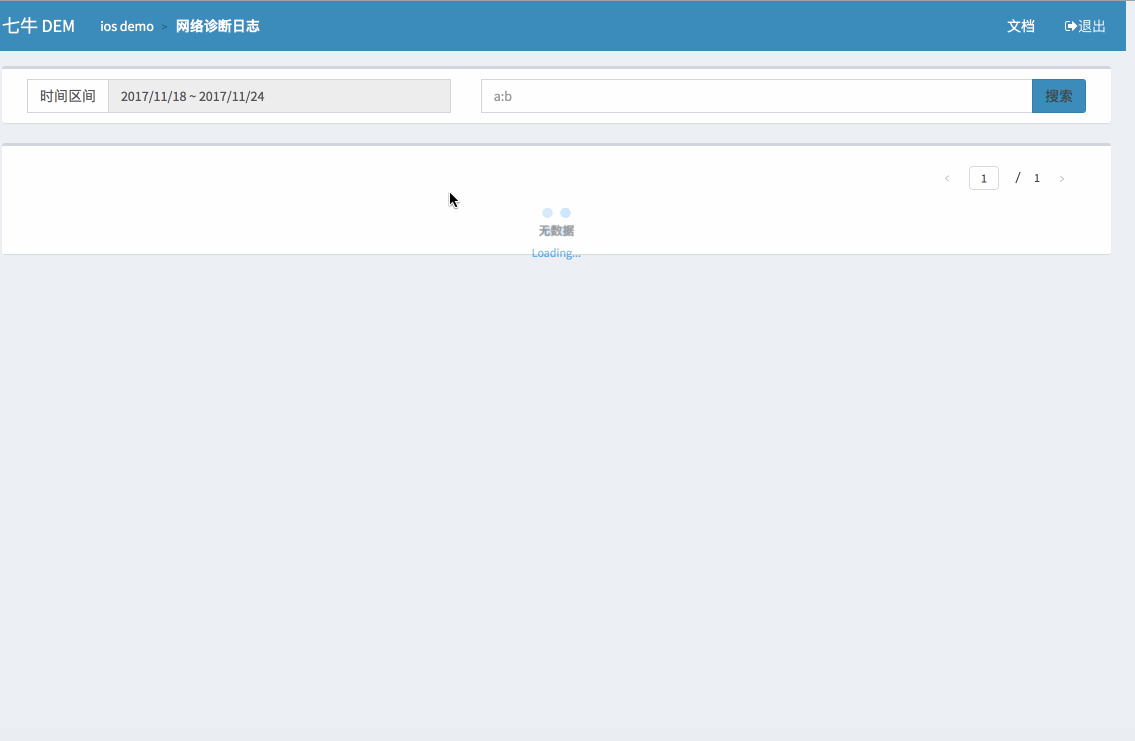 七牛 DEM ios demo > 网络诊断日志 文档 退出
时间区间 2017/11/18 ~ 2017/11/24 a:b 搜索
< 1 / 1 >
无数据
Loading...